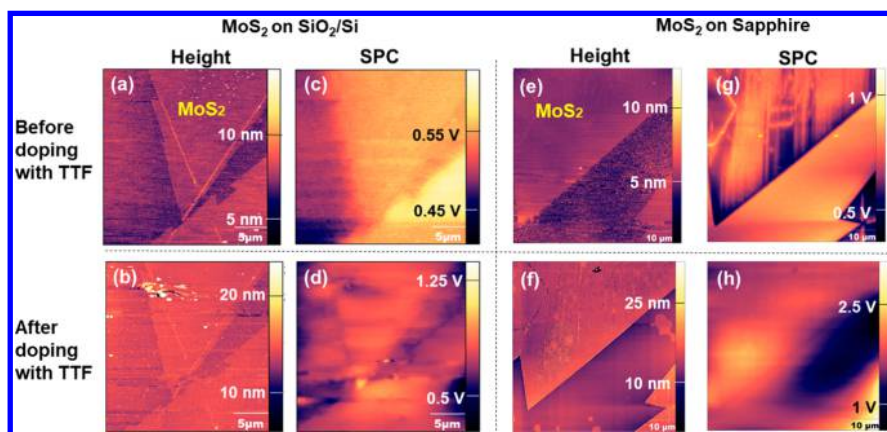 MoS2 on SiO2/Si
MoS2 on Sapphire
Height
SPC
Height
SPC
Before
doping
with TTF
(a)
MoS2
10 nm
5 nm
5μm
(c)
0.55 V
0.45 V
5μm
(e)
MoS2
10 nm
5 nm
10 μm
(g)
1 V
0.5 V
10 μm
After
doping
with TTF
(b)
20 nm
10 nm
5μm
(d)
1.25 V
0.5 V
5μm
(f)
25 nm
10 nm
10 μm
(h)
2.5 V
1 V
10 μm